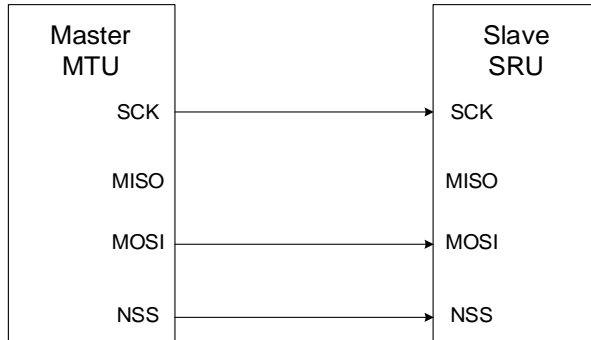 Master
MTU
SCK
MISO
MOSI
NSS
Slave
SRU
SCK
MISO
MOSI
NSS